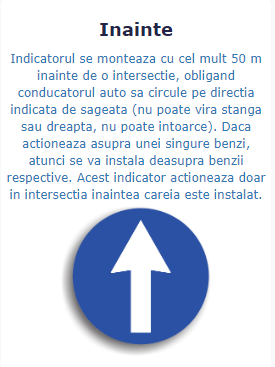 Inainte
Indicatorul se monteaza cu cel mult 50 m
inainte de o intersectie, obligand
conducatorul auto sa circule pe directia
indicata de sageata (nu poate vira stanga
sau dreapta, nu poate intoarce). Daca
actioneaza asupra unei singure benzi,
atunci se va instala deasupra benzii
respective. Acest indicator actioneaza doar
in intersectia inaintea careia este instalat.